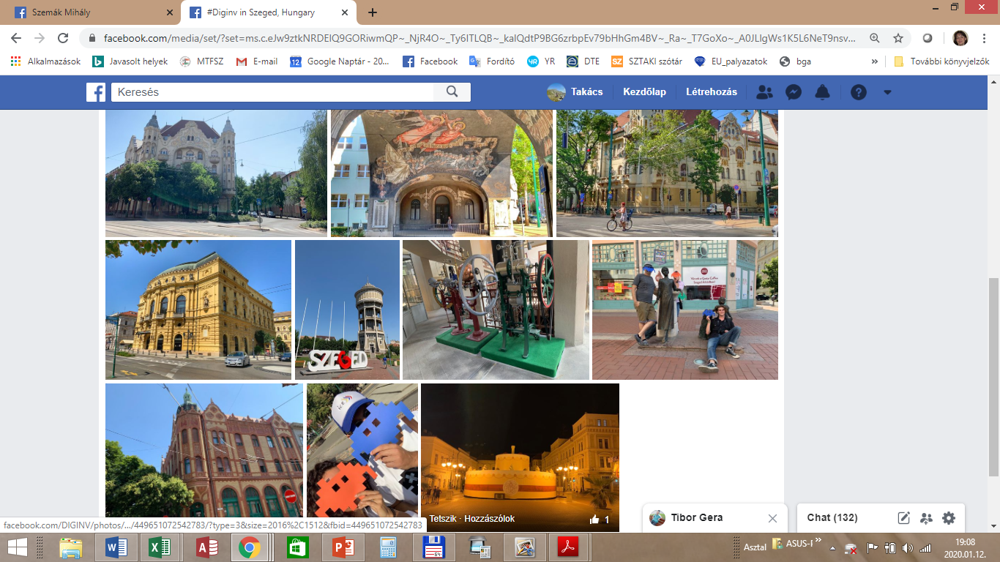 Szemák Mihály
#Diginv in Szeged, Hungary
facebook.com/media/set/?set=ms.c.eJw9ztkNRDEIQ9GORiwmQP~_NjR4O~_Ty6ITLQB~_kaIQdtP9BG6zrbpEv79bHhGm4BV~_Ra~_T7GoXo~_A0JLlgWs1K5L6NeT9nsv...
Alkalmazások
Javasolt helyek
MTFSZ
E-mail
Google Naptár - 20...
Facebook
Fordító
YR
DTE
SZTAKI szótár
EU_palyazatok
bga
»
További könyvjelzők
Keresés
Takács
Kezdőlap
Létrehozás
SZEGED
Tetszik · Hozzászólok
1
Tibor Gera
Chat (132)
facebook.com/DIGINV/photos/.../449651072542783/?type=3&size=2016%2C1512&fbid=449651072542783
Asztal
ASUS-F
»
19:08
2020.01.12.